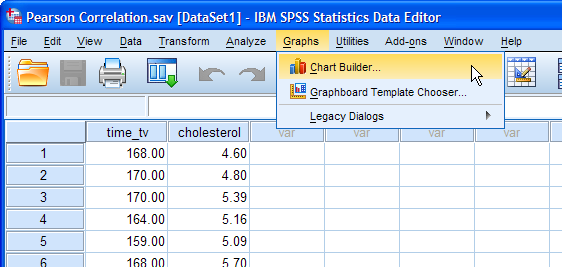 Pearson Correlation.sav [DataSet1] - IBM SPSS Statistics Data Editor
File Edit View Data Transform Analyze Graphs Utilities Add-ons Window Help
Chart Builder...
Graphboard Template Chooser...
Legacy Dialogs
time_tv cholesterol var var var var var
1 168.00 4.60
2 170.00 4.80
3 170.00 5.39
4 164.00 5.16
5 159.00 5.09
6 168.00 5.70